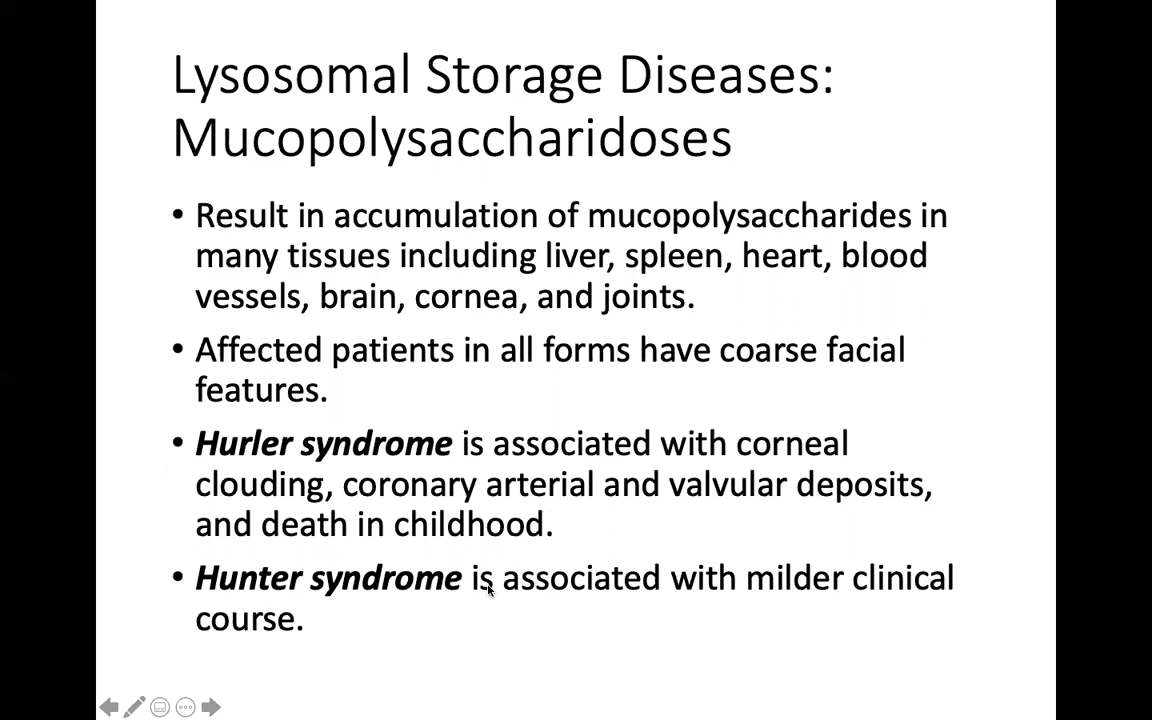 Lysosomal Storage Diseases:
Mucopolysaccharidoses
• Result in accumulation of mucopolysaccharides in
many tissues including liver, spleen, heart, blood
vessels, brain, cornea, and joints.
• Affected patients in all forms have coarse facial
features.
• Hurler syndrome is associated with corneal
clouding, coronary arterial and valvular deposits,
and death in childhood.
• Hunter syndrome is associated with milder clinical
course.